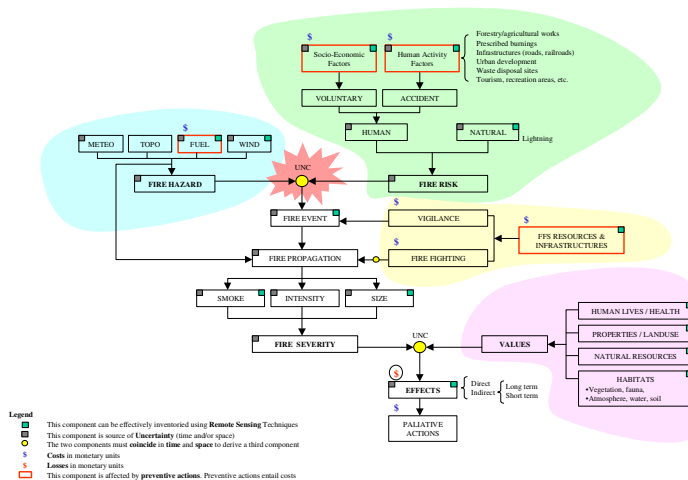 $
$
Socio-Economic
Factors
Human Activity
Factors
Forestry/agricultural works
Prescribed burnings
Infrastructures (roads, railroads)
Urban development
Waste disposal sites
Tourism, recreation areas, etc.
VOLUNTARY
ACCIDENT
HUMAN
NATURAL
Lightning
$
METEO
TOPO
FUEL
WIND
UNC
FIRE HAZARD
FIRE RISK
$
FIRE EVENT
VIGILANCE
$
FFS RESOURCES &
INFRASTRUCTURES
$
FIRE PROPAGATION
FIRE FIGHTING
SMOKE
INTENSITY
SIZE
HUMAN LIVES / HEALTH
PROPERTIES / LANDUSE
UNC
FIRE SEVERITY
VALUES
NATURAL RESOURCES
$
EFFECTS
Direct
Indirect
Long term
Short term
HABITATS
•Vegetation, fauna,
•Atmosphere, water, soil
$
PALIATIVE
ACTIONS
Legend
This component can be effectively inventoried using Remote Sensing Techniques
This component is source of Uncertainty (time and/or space)
The two components must coincide in time and space to derive a third component
$ Costs in monetary units
$ Losses in monetary units
This component is affected by preventive actions. Preventive actions entail costs